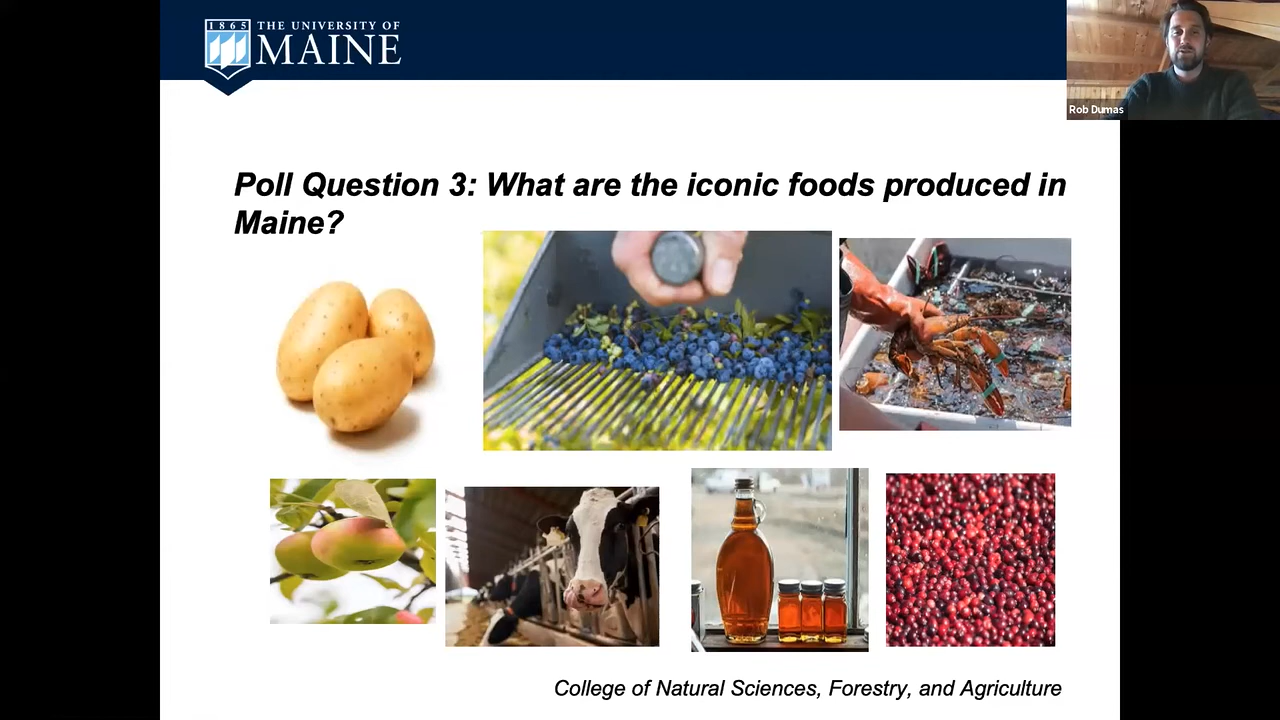 1865
THE UNIVERSITY OF
MAINE
Rob Dumas
Poll Question 3: What are the iconic foods produced in
Maine?
College of Natural Sciences, Forestry, and Agriculture